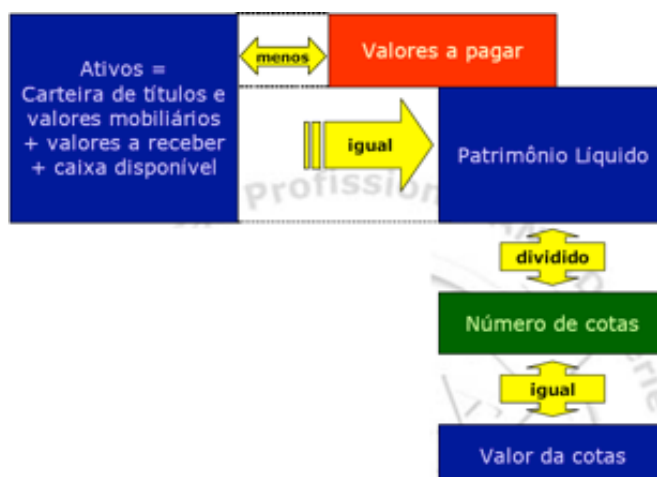 Ativos =
Carteira de títulos e
valores mobiliários
+ valores a receber
+ caixa disponível
menos
Valores a pagar
igual
Patrimônio Líquido
dividido
Número de cotas
igual
Valor da cotas
Profission